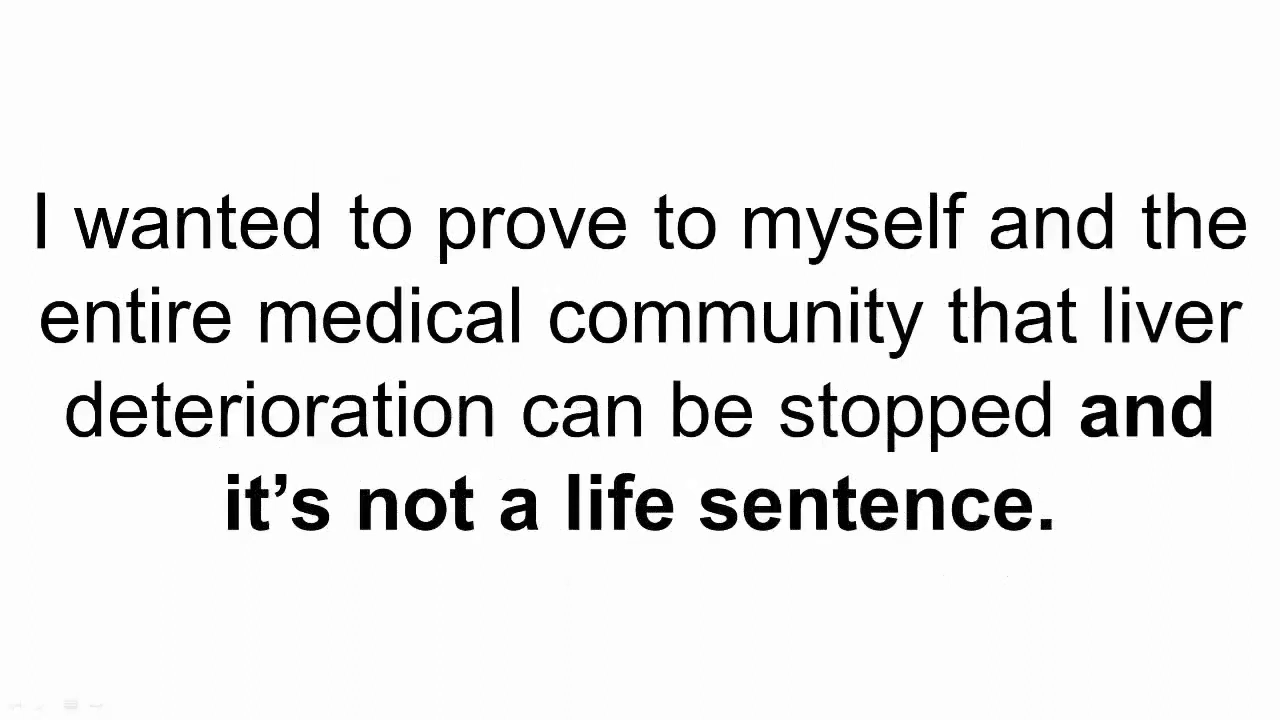 I wanted to prove to myself and the
entire medical community that liver
deterioration can be stopped and
it’s not a life sentence.